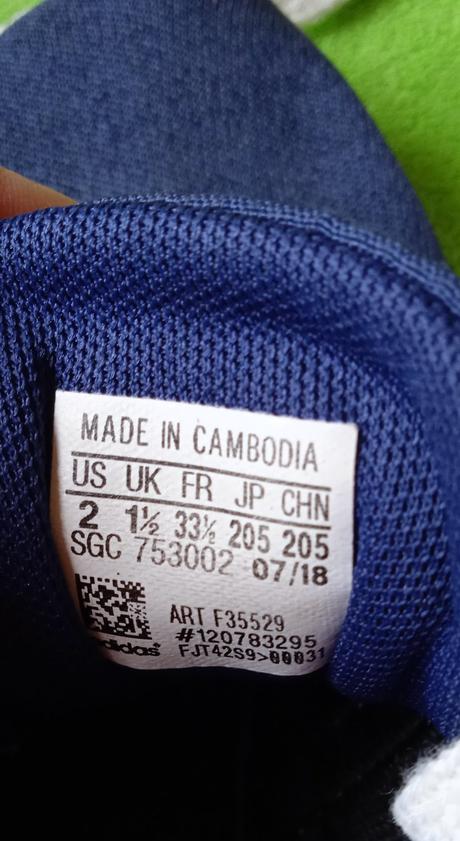 MADE IN CAMBODIA
US UK FR JP CHN
2 1½ 33½ 205 205
SGC 753002 07/18
ART F35529
#120783295
adidas FJT42S9>00031